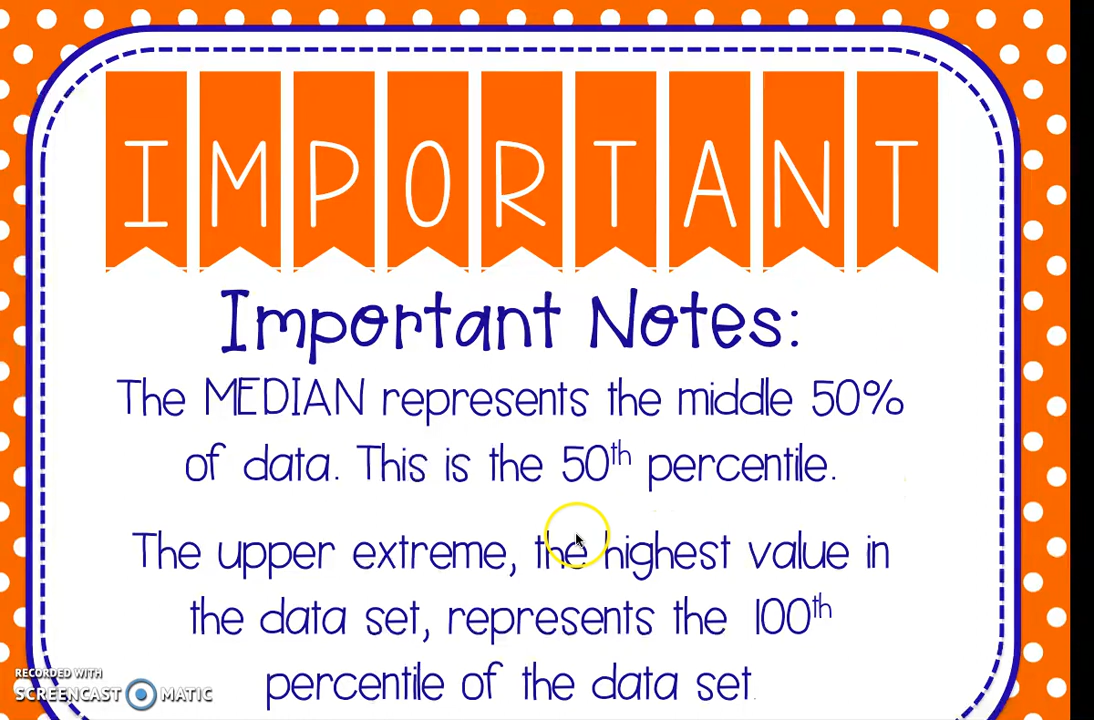 IMPORTANT
Important Notes:
The MEDIAN represents the middle 50%
of data. This is the 50th percentile.
The upper extreme, the highest value in
the data set, represents the 100th
percentile of the data set.
RECORDED WITH
SCREENCAST MATIC